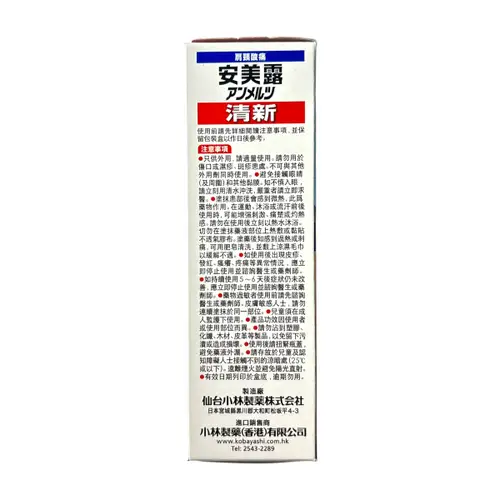 肩頸酸痛
安美露
アンメルツ
清新
使用前請先詳細閱讀注意事項, 並保
留包裝盒以作日後參考。
注意事項
●只供外用, 請適量使用。請勿用於
傷口或濕疹、斑疹患處, 不可與其他
外用劑同時使用。●避免接觸眼睛
(及周圍) 和其他黏膜。如不慎入眼,
請立刻用清水沖洗, 嚴重者請立即求
醫。●塗抹患部後會感到微熱, 此爲
藥物作用。在運動、沐浴或流汗前後
使用時, 可能增強刺激、痛楚或灼熱
感。請勿在使用後立刻以熱水沐浴。
切勿在塗抹藥液部位上熱敷或黏貼
不透氣膠布。塗藥後如感到過熱或刺
痛, 可用肥皂清洗, 並敷上涼濕毛巾
以緩解不適。●如使用後出現皮疹、
發紅、瘙癢、疼痛等異常情況, 應立
即停止使用並諮詢醫生或藥劑師。
●如持續使用5～6天後症狀仍未改
善, 應立即停止使用並諮詢醫生或藥
劑師。●藥物過敏者使用前請先諮詢
醫生或藥劑師。皮膚敏感人士, 請勿
連續塗抹於同一部位。●兒童須在成
人監護下使用。●產品功效因使用者
或使用部位而異。●請勿沾到塑膠、
化纖、木材、皮革等製品, 以免留下污
漬或造成損壞。●使用後請扭緊瓶蓋,
避免藥液外漏。●請存放於兒童及認
知障礙人士接觸不到的涼暗處(25℃
或以下)。遠離煙火並避免陽光直射。
●有效日期列印於盒底, 逾期勿用。
製造廠
仙台小林製薬株式会社
日本宮城縣黑川郡大和町松坂平4-3
進口銷售商
小林製藥(香港)有限公司
www.kobayashi.com.hk
Tel: 2543-2289